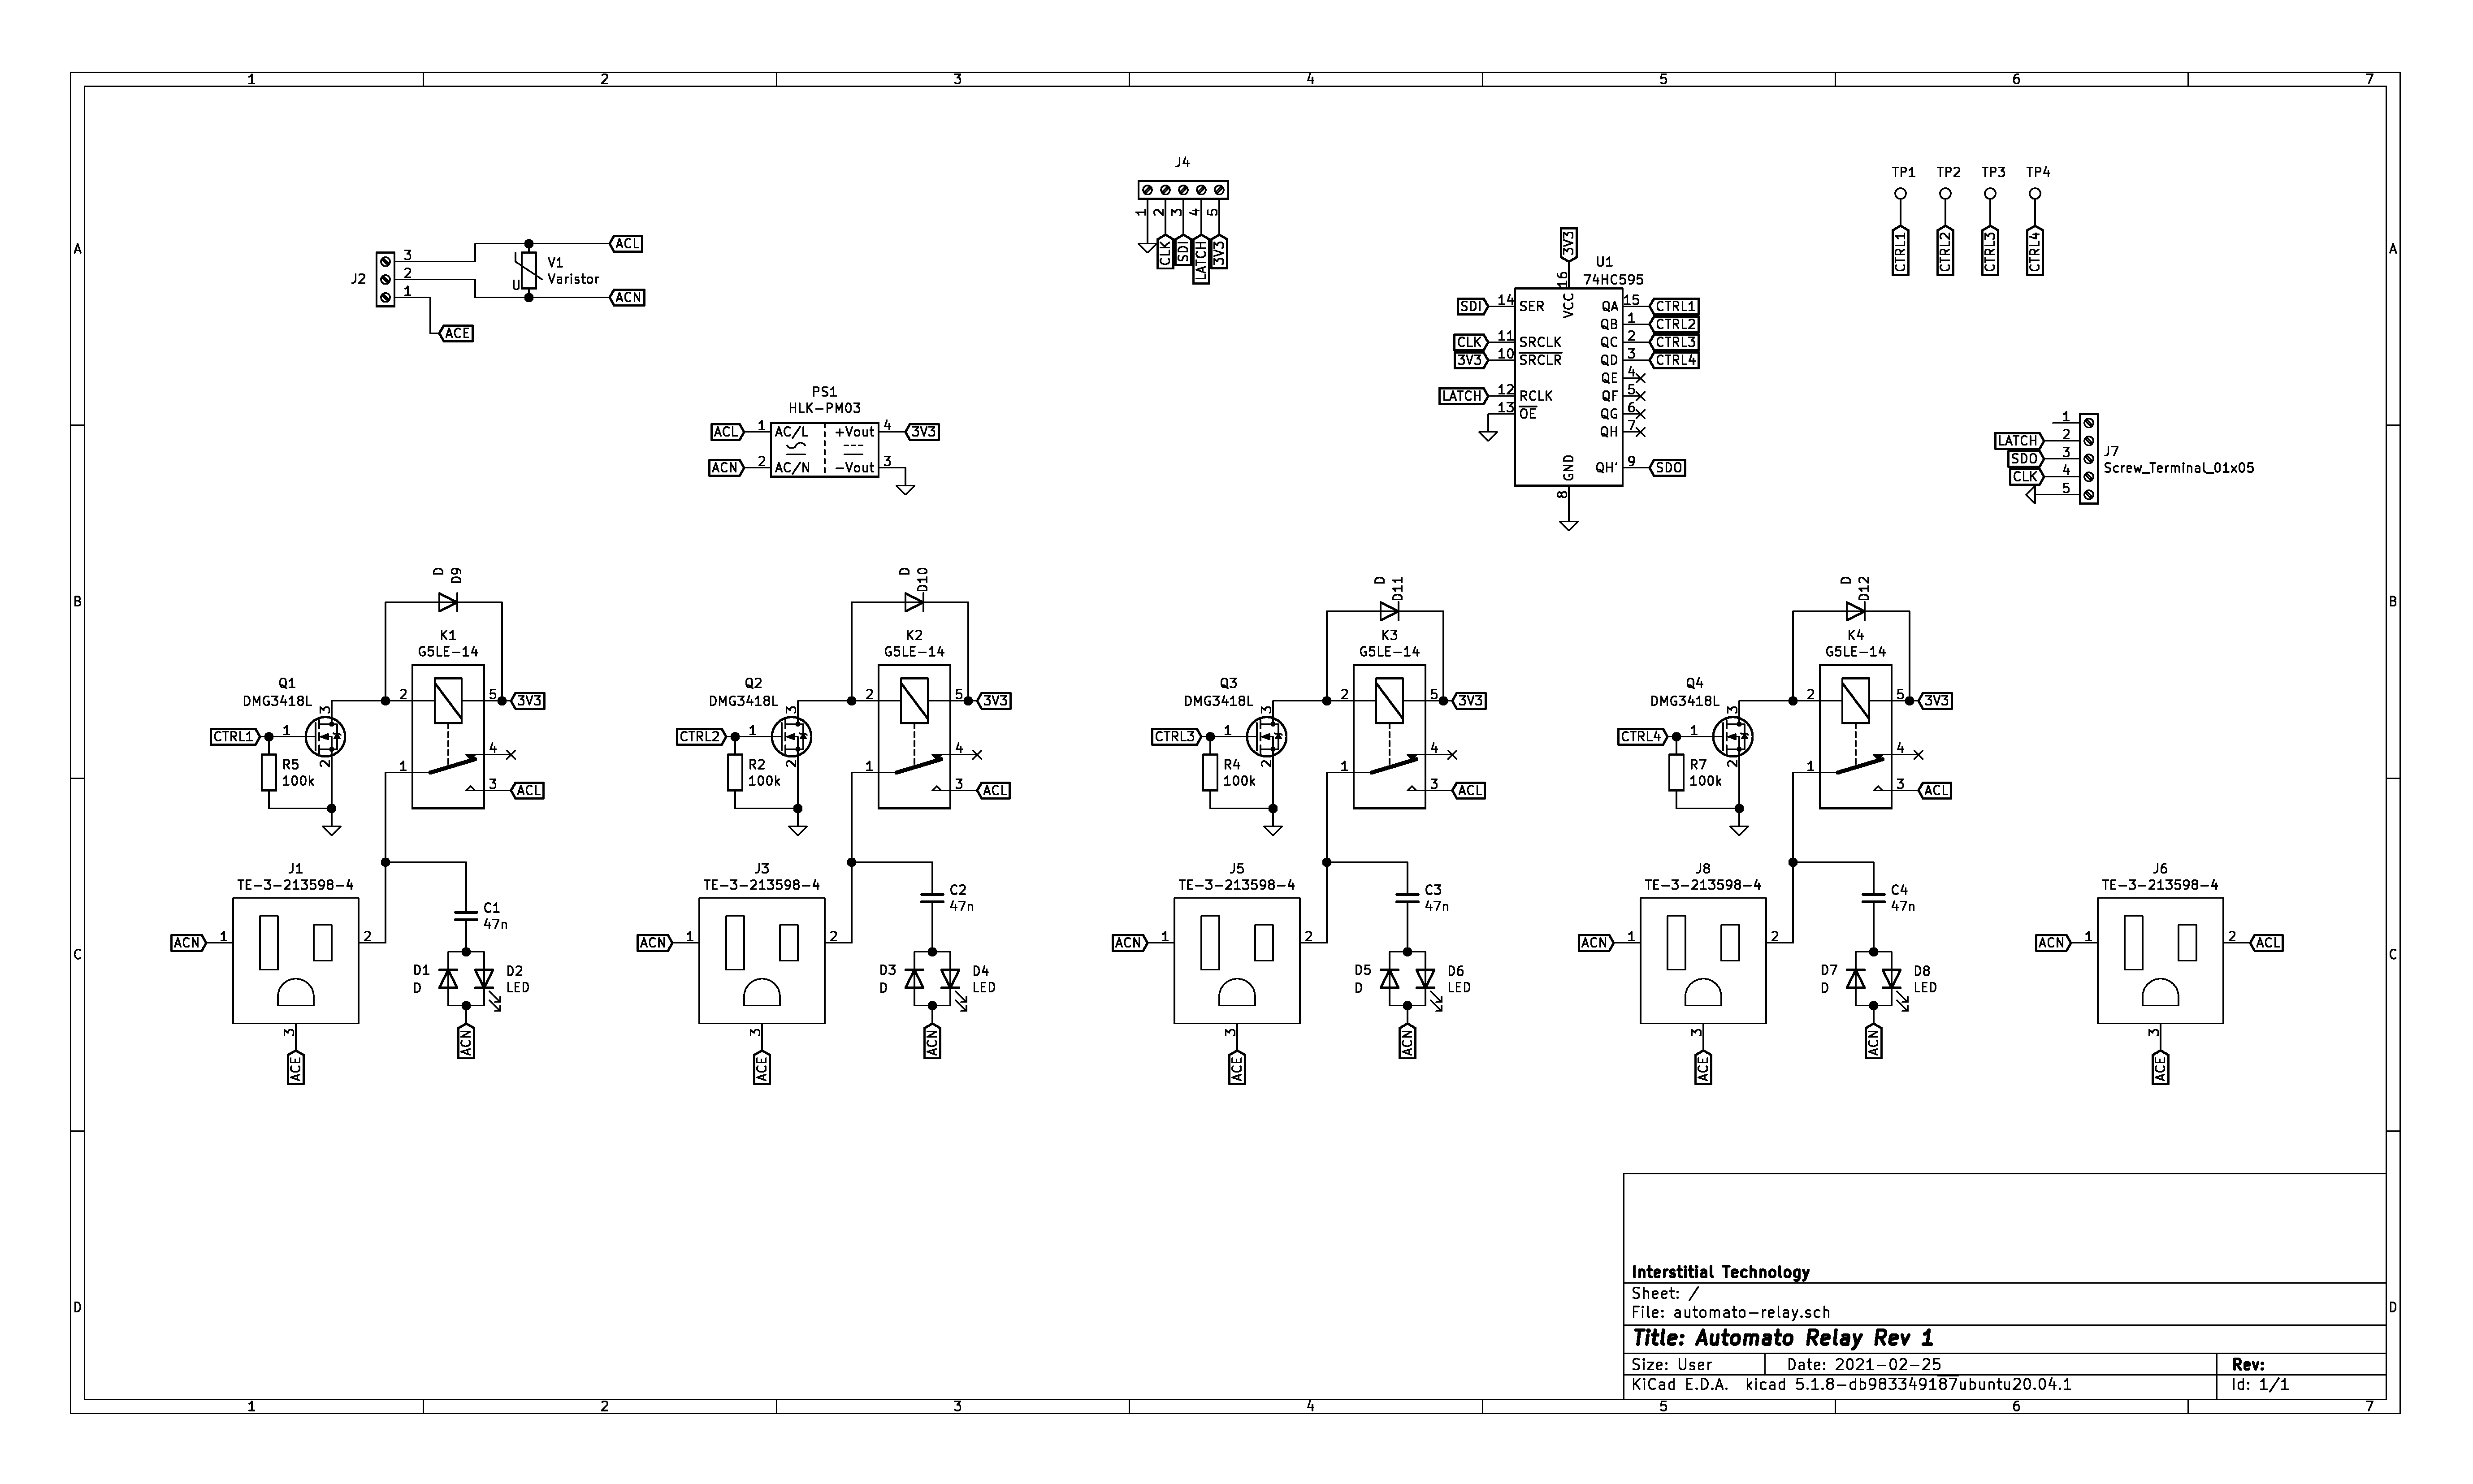 1 2 3 4 5 6 7
A A
B B
C C
D D
J2
3
2
1
U
V1
Varistor
ACL
ACN
ACE
J4
1 2 3 4 5
CLK SDI LATCH 3V3
TP1 TP2 TP3 TP4
CTRL1 CTRL2 CTRL3 CTRL4
3V3
16
U1
74HC595
VCC
SDI 14 SER
CLK 11 SRCLK
3V3 10 SRCLR
LATCH 12 RCLK
13 OE
QA 15 CTRL1
QB 1 CTRL2
QC 2 CTRL3
QD 3 CTRL4
QE 4
QF 5
QG 6
QH 7
QH' 9 SDO
GND
8
PS1
HLK-PM03
ACL 1 AC/L +Vout 4 3V3
ACN 2 AC/N -Vout 3
1
LATCH 2
SDO 3
CLK 4
5
J7
Screw_Terminal_01x05
D
D9
K1
G5LE-14
Q1
DMG3418L
2 5 3V3
3
CTRL1 1
2
R5
100k
4
1
3 ACL
J1
TE-3-213598-4
ACN 1 2
3
ACE
C1
47n
D1
D
D2
LED
ACN
D
D10
K2
G5LE-14
Q2
DMG3418L
2 5 3V3
3
CTRL2 1
2
R2
100k
4
1
3 ACL
J3
TE-3-213598-4
ACN 1 2
3
ACE
C2
47n
D3
D
D4
LED
ACN
D
D11
K3
G5LE-14
Q3
DMG3418L
2 5 3V3
3
CTRL3 1
2
R4
100k
4
1
3 ACL
J5
TE-3-213598-4
ACN 1 2
3
ACE
C3
47n
D5
D
D6
LED
ACN
D
D12
K4
G5LE-14
Q4
DMG3418L
2 5 3V3
3
CTRL4 1
2
R7
100k
4
1
3 ACL
J8
TE-3-213598-4
ACN 1 2
3
ACE
C4
47n
D7
D
D8
LED
ACN
J6
TE-3-213598-4
ACN 1 2 ACL
3
ACE
Interstitial Technology
Sheet: /
File: automato-relay.sch
Title: Automato Relay Rev 1
Size: User Date: 2021-02-25 Rev:
KiCad E.D.A. kicad 5.1.8-db983349187ubuntu20.04.1 Id: 1/1
1 2 3 4 5 6 7